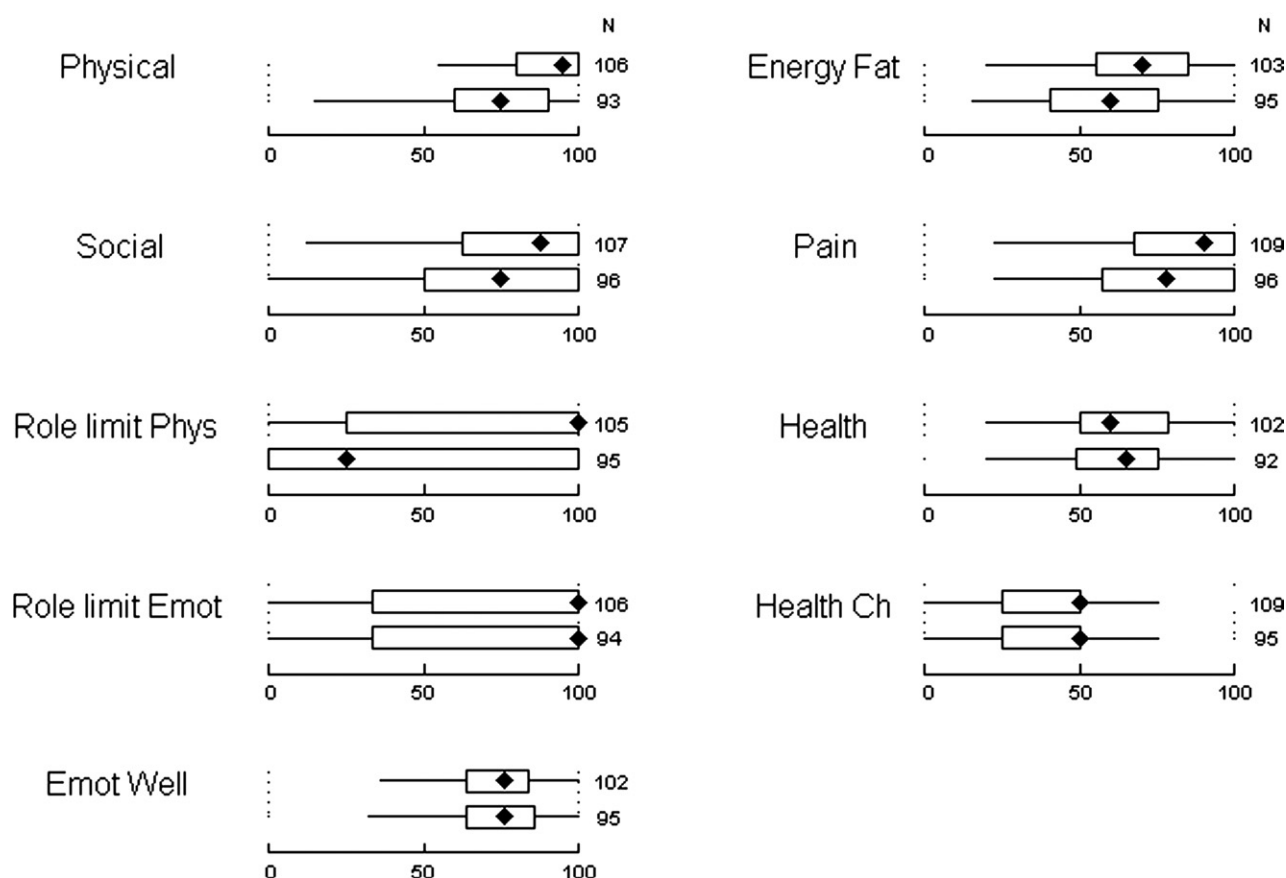 N
Physical 106
93
0 50 100
Social 107
96
0 50 100
Role limit Phys 105
95
0 50 100
Role limit Emot 106
94
0 50 100
Emot Well 102
95
0 50 100
N
Energy Fat 103
95
0 50 100
Pain 109
96
0 50 100
Health 102
92
0 50 100
Health Ch 109
95
0 50 100